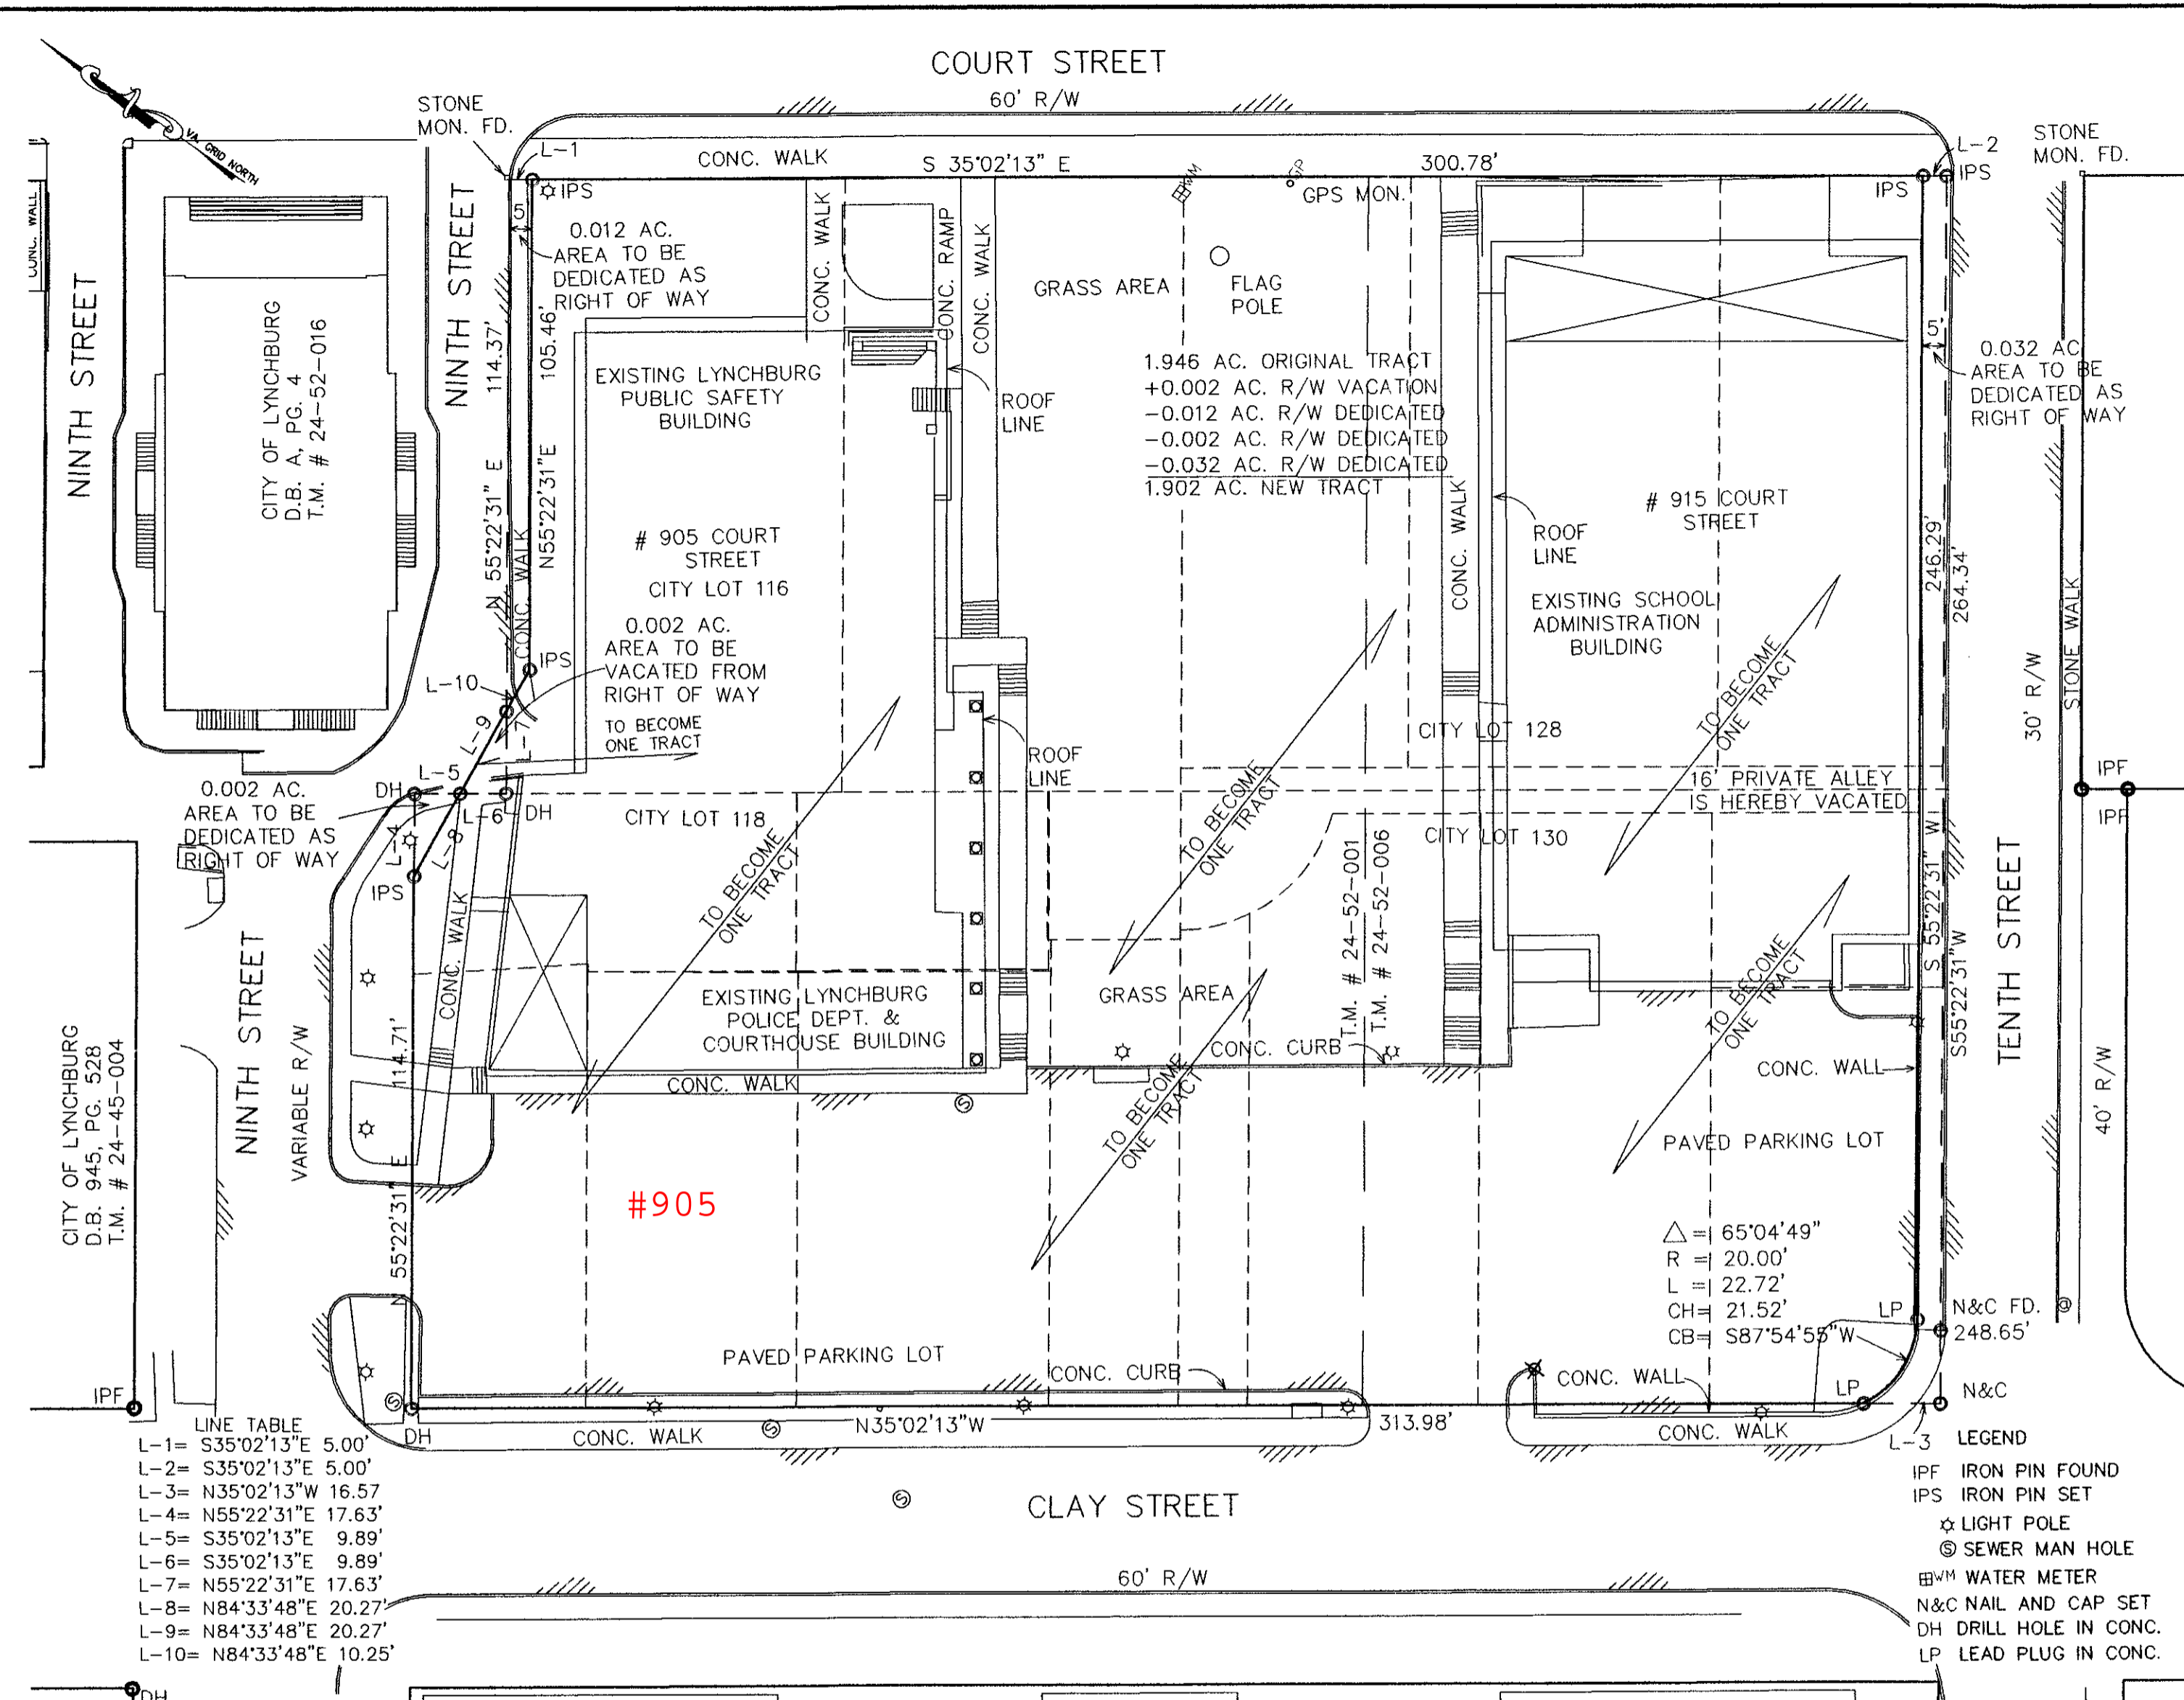 COURT STREET
60' R/W
STONE
MON. FD.
VA. GRID NORTH
L-1
IPS
CONC. WALK
S 35°02'13" E
300.78'
WM
GP
GPS MON.
L-2
IPS
IPS
STONE
MON. FD.
CONC. WALL
NINTH STREET
CITY OF LYNCHBURG
D.B. A, PG. 4
T.M. # 24-52-016
NINTH STREET
N 55°22'31" E 114.37'
5'
0.012 AC.
AREA TO BE
DEDICATED AS
RIGHT OF WAY
N55°22'31"E 105.46'
CONC. WALK
CONC. WALK
CONC. RAMP
CONC. WALK
GRASS AREA
FLAG
POLE
EXISTING LYNCHBURG
PUBLIC SAFETY
BUILDING
ROOF
LINE
1.946 AC. ORIGINAL TRACT
+0.002 AC. R/W VACATION
-0.012 AC. R/W DEDICATED
-0.002 AC. R/W DEDICATED
-0.032 AC. R/W DEDICATED
1.902 AC. NEW TRACT
5'
0.032 AC.
AREA TO BE
DEDICATED AS
RIGHT OF WAY
# 905 COURT
STREET
CITY LOT 116
CONC. WALK
ROOF
LINE
# 915 COURT
STREET
EXISTING SCHOOL
ADMINISTRATION
BUILDING
246.29'
264.34'
STONE WALK
30' R/W
0.002 AC.
AREA TO BE
VACATED FROM
RIGHT OF WAY
TO BECOME
ONE TRACT
IPS
L-10
L-9
L-7
L-5
DH
L-6
DH
L-4
L-8
IPS
0.002 AC.
AREA TO BE
DEDICATED AS
RIGHT OF WAY
CITY LOT 118
ROOF
LINE
TO BECOME
ONE TRACT
TO BECOME
ONE TRACT
TO BECOME
ONE TRACT
CITY LOT 128
16' PRIVATE ALLEY
IS HEREBY VACATED
CITY LOT 130
IPF
IPF
T.M. # 24-52-001
T.M. # 24-52-006
S 55°22'31" W
S55°22'31"W
TENTH STREET
40' R/W
CITY OF LYNCHBURG
D.B. 945, PG. 528
T.M. # 24-45-004
NINTH STREET
VARIABLE R/W
N 55°22'31" E 114.71'
CONC. WALK
EXISTING LYNCHBURG
POLICE DEPT. &
COURTHOUSE BUILDING
CONC. WALK
GRASS AREA
CONC. CURB
TO BECOME
ONE TRACT
TO BECOME
ONE TRACT
CONC. WALL
PAVED PARKING LOT
#905
△ = 65°04'49"
R = 20.00'
L = 22.72'
CH= 21.52'
CB= S87°54'55"W
LP
N&C FD. @
248.65'
PAVED PARKING LOT
CONC. CURB
CONC. WALL
LP
N&C
IPF
DH
CONC. WALK
N35°02'13"W
313.98'
CONC. WALK
L-3
LINE TABLE
L-1= S35°02'13"E 5.00'
L-2= S35°02'13"E 5.00'
L-3= N35°02'13"W 16.57
L-4= N55°22'31"E 17.63'
L-5= S35°02'13"E 9.89'
L-6= S35°02'13"E 9.89'
L-7= N55°22'31"E 17.63'
L-8= N84°33'48"E 20.27'
L-9= N84°33'48"E 20.27'
L-10= N84°33'48"E 10.25'
CLAY STREET
60' R/W
LEGEND
IPF IRON PIN FOUND
IPS IRON PIN SET
LIGHT POLE
Ⓢ SEWER MAN HOLE
WM WATER METER
N&C NAIL AND CAP SET
DH DRILL HOLE IN CONC.
LP LEAD PLUG IN CONC.
DH